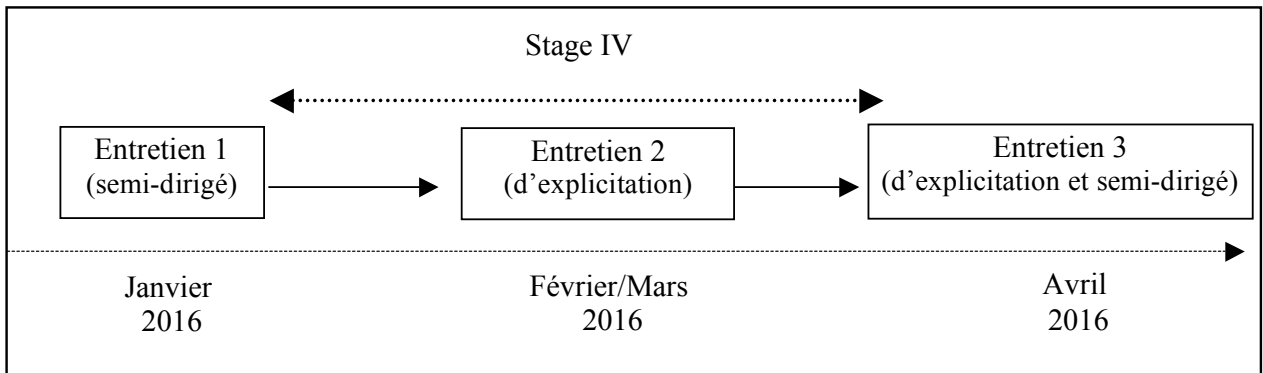 Stage IV
Entretien 1
(semi-dirigé)
Entretien 2
(d’explicitation)
Entretien 3
(d’explicitation et semi-dirigé)
Janvier
2016
Février/Mars
2016
Avril
2016